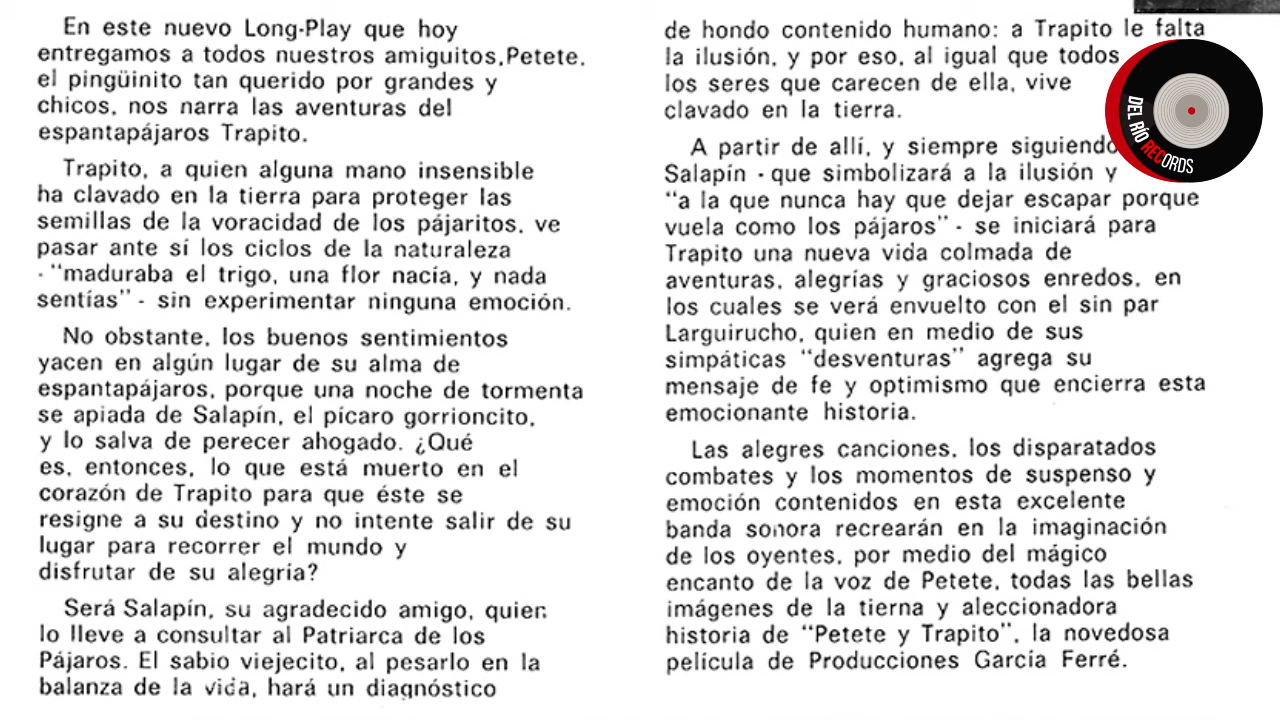 En este nuevo Long-Play que hoy
entregamos a todos nuestros amiguitos, Petete,
el pingüinito tan querido por grandes y
chicos, nos narra las aventuras del
espantapájaros Trapito.
Trapito, a quien alguna mano insensible
ha clavado en la tierra para proteger las
semillas de la voracidad de los pájaritos, ve
pasar ante sí los ciclos de la naturaleza
- "maduraba el trigo, una flor nacía, y nada
sentías" - sin experimentar ninguna emoción.
No obstante, los buenos sentimientos
yacen en algún lugar de su alma de
espantapájaros, porque una noche de tormenta
se apiada de Salapín, el pícaro gorrioncito,
y lo salva de perecer ahogado. ¿Qué
es, entonces, lo que está muerto en el
corazón de Trapito para que éste se
resigne a su destino y no intente salir de su
lugar para recorrer el mundo y
disfrutar de su alegría?
Será Salapín, su agradecido amigo, quien
lo lleve a consultar al Patriarca de los
Pájaros. El sabio viejecito, al pesarlo en la
balanza de la vida, hará un diagnóstico
de hondo contenido humano: a Trapito le falta
la ilusión, y por eso, al igual que todos
los seres que carecen de ella, vive
clavado en la tierra.
A partir de allí, y siempre siguiendo
Salapín - que simbolizará a la ilusión y
"a la que nunca hay que dejar escapar porque
vuela como los pájaros" - se iniciará para
Trapito una nueva vida colmada de
aventuras, alegrías y graciosos enredos, en
los cuales se verá envuelto con el sin par
Larguirucho, quien en medio de sus
simpáticas "desventuras" agrega su
mensaje de fe y optimismo que encierra esta
emocionante historia.
Las alegres canciones, los disparatados
combates y los momentos de suspenso y
emoción contenidos en esta excelente
banda sonora recrearán en la imaginación
de los oyentes, por medio del mágico
encanto de la voz de Petete, todas las bellas
imágenes de la tierna y aleccionadora
historia de "Petete y Trapito", la novedosa
película de Producciones García Ferré.
DEL RÍO RECORDS